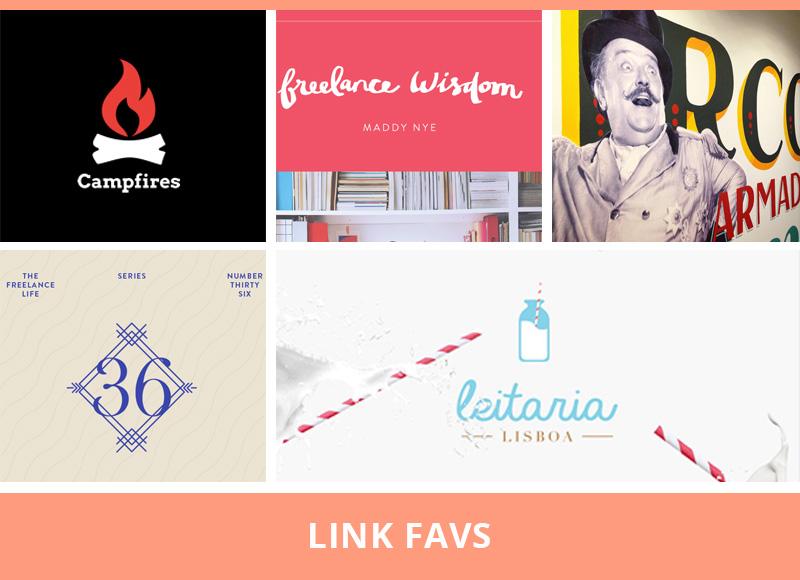 Campfires
freelance Wisdom
MADDY NYE
RCO
ARMAD
THE
FREELANCE
LIFE
SERIES
NUMBER
THIRTY
SIX
36
leitaria
LISBOA
LINK FAVS